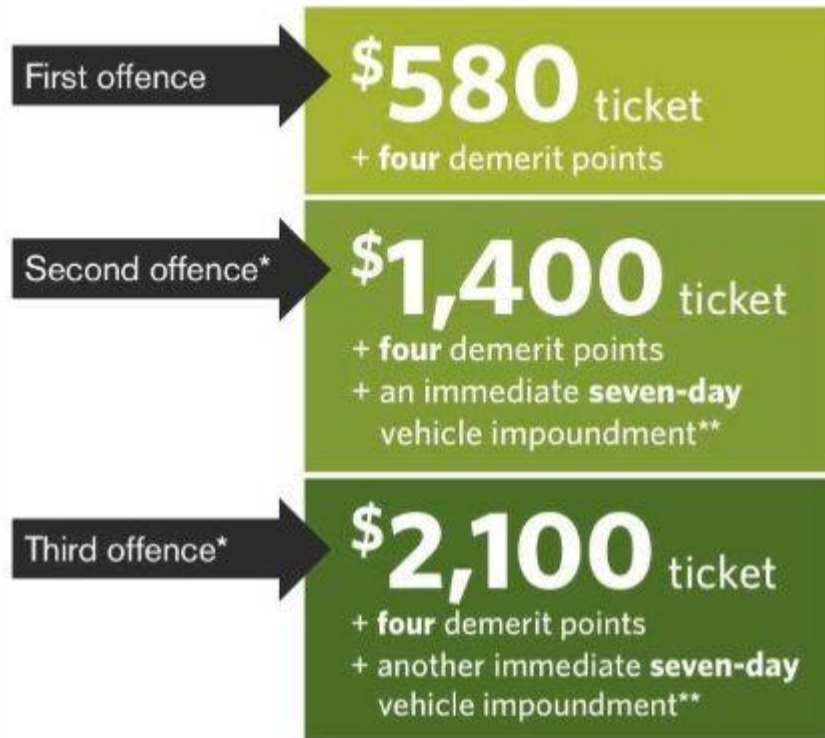 First offence
$580 ticket
+ four demerit points
Second offence*
$1,400 ticket
+ four demerit points
+ an immediate seven-day
vehicle impoundment**
Third offence*
$2,100 ticket
+ four demerit points
+ another immediate seven-day
vehicle impoundment**